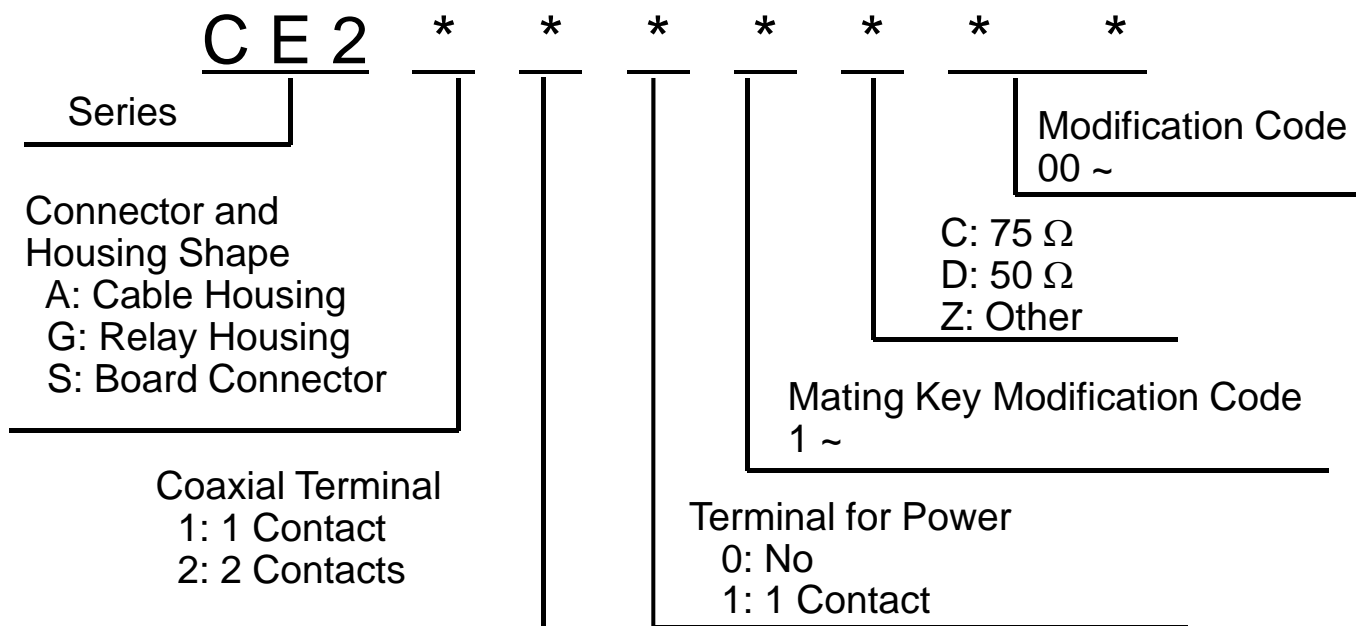 C E 2 * * * * * * *
Series
Modification Code
00 ~
Connector and
Housing Shape
A: Cable Housing
G: Relay Housing
S: Board Connector
C: 75 Ω
D: 50 Ω
Z: Other
Mating Key Modification Code
1 ~
Coaxial Terminal
1: 1 Contact
2: 2 Contacts
Terminal for Power
0: No
1: 1 Contact